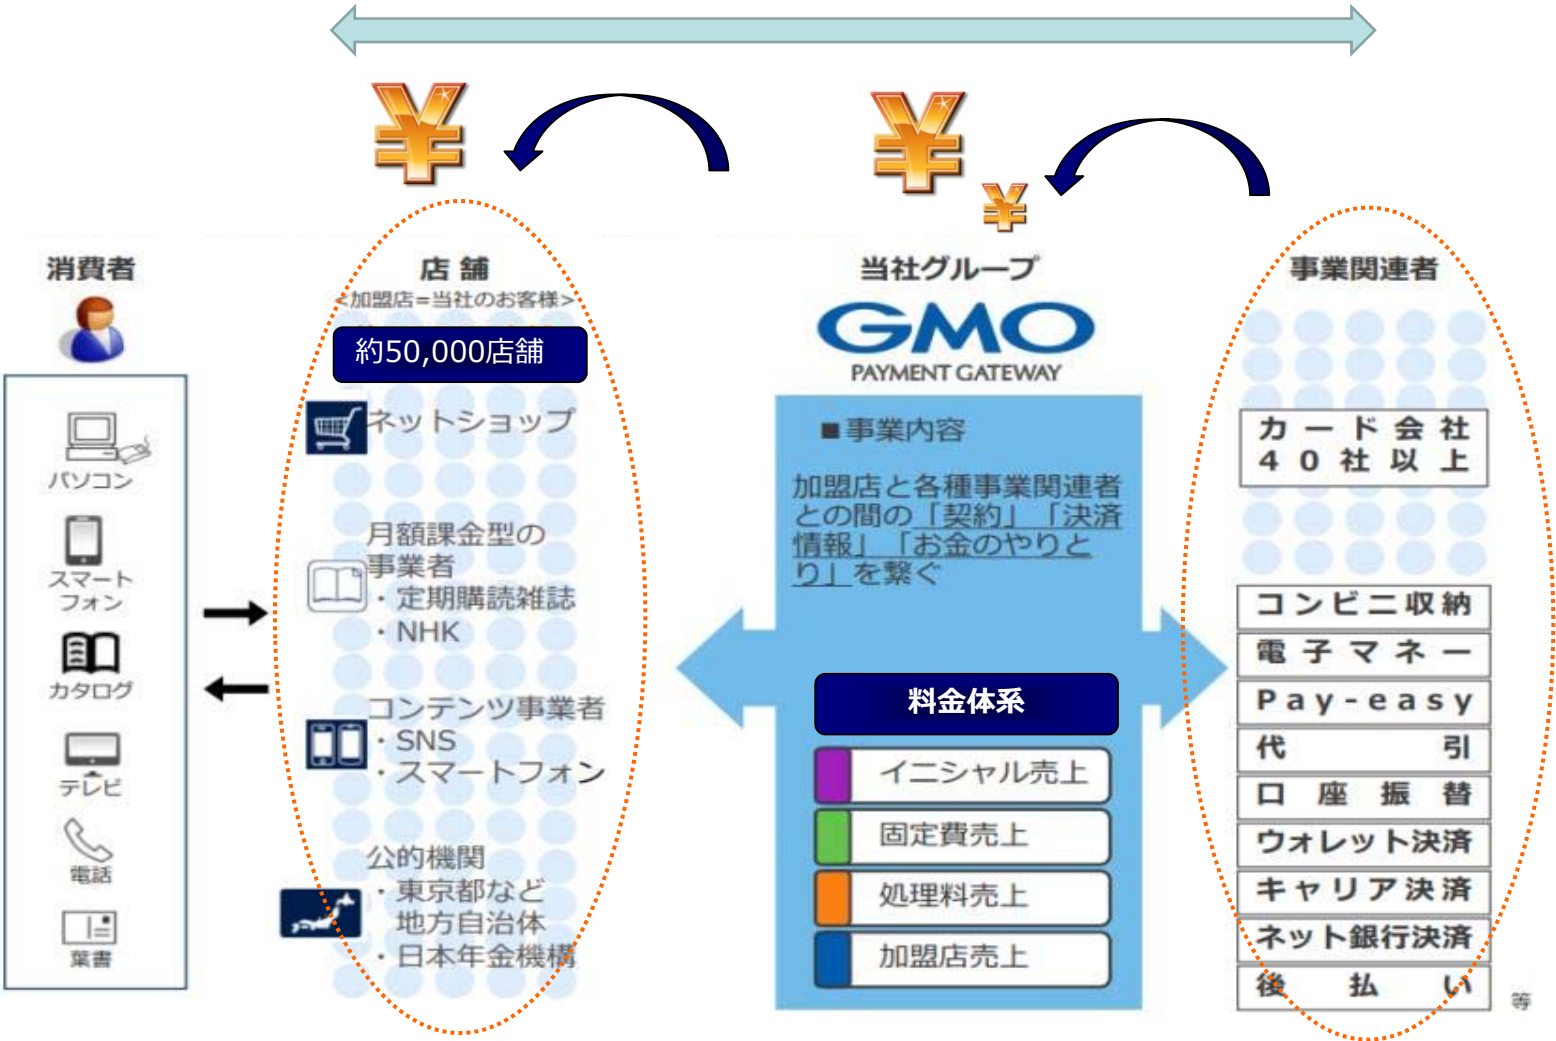 消費者
パソコン
スマート
フォン
カタログ
テレビ
電話
葉書
店舗
<加盟店=当社のお客様>
約50,000店舗
ネットショップ
月額課金型の
事業者
・定期購読雑誌
・NHK
コンテンツ事業者
・SNS
・スマートフォン
公的機関
・東京都など
地方自治体
・日本年金機構
当社グループ
GMO
PAYMENT GATEWAY
■事業内容
加盟店と各種事業関連者
との間の「契約」「決済
情報」「お金のやりと
り」を繋ぐ
料金体系
イニシャル売上
固定費売上
処理料売上
加盟店売上
事業関連者
カード会社
40社以上
コンビニ収納
電子マネー
Pay-easy
代引
口座振替
ウォレット決済
キャリア決済
ネット銀行決済
後払い
等